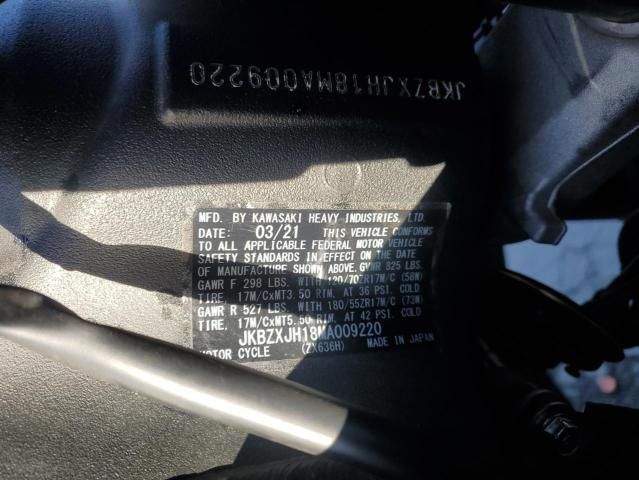 JKBZXJH18MA009220
MFD. BY KAWASAKI HEAVY INDUSTRIES, LTD.
DATE: 03/21 THIS VEHICLE CONFORMS
TO ALL APPLICABLE FEDERAL MOTOR VEHICLE
SAFETY STANDARDS IN EFFECT ON THE DATE
OF MANUFACTURE SHOWN ABOVE. GVWR 825 LBS.
GAWR F 298 LBS. WITH 120/70ZR17M/C (58W)
TIRE, 17M/CxMT3.50 RIM. AT 36 PSI. COLD
GAWR R 527 LBS. WITH 180/55ZR17M/C (73W)
TIRE, 17M/CxMT5.50 RIM. AT 42 PSI. COLD
JKBZXJH18MA009220
MOTOR CYCLE (ZX636H) MADE IN JAPAN